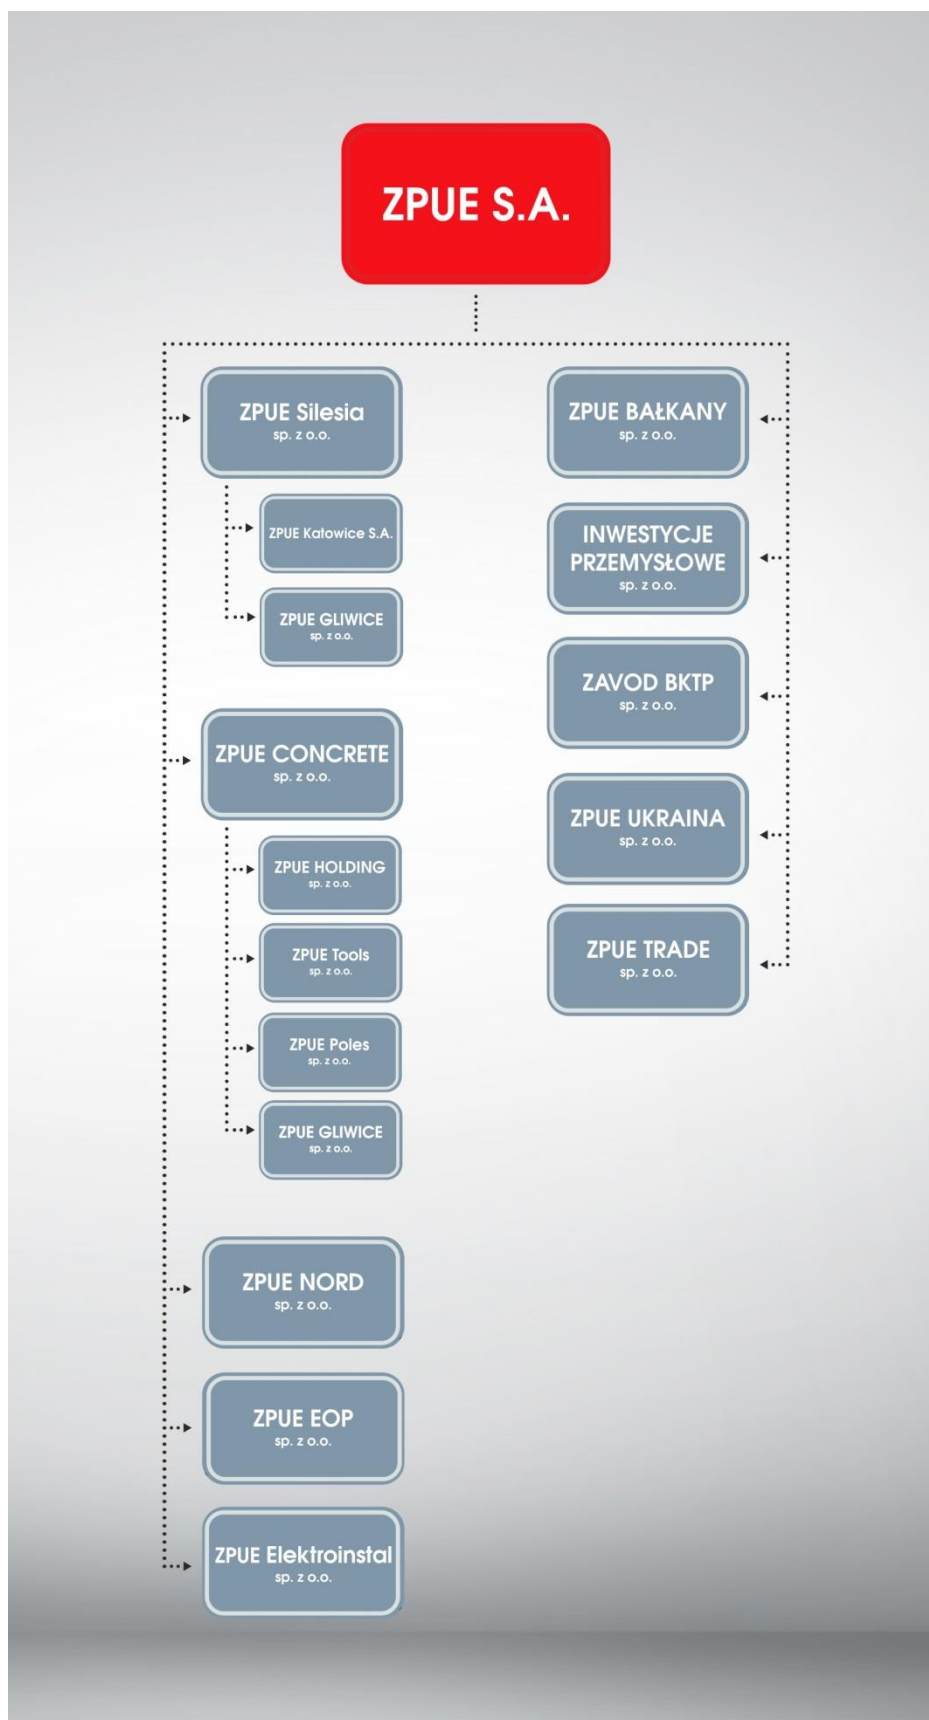 ZPUE S.A.
ZPUE Silesia
sp. z o.o.
ZPUE Katowice S.A.
ZPUE GLIWICE
sp. z o.o.
ZPUE CONCRETE
sp. z o.o.
ZPUE HOLDING
sp. z o.o.
ZPUE Tools
sp. z o.o.
ZPUE Poles
sp. z o.o.
ZPUE GLIWICE
sp. z o.o.
ZPUE NORD
sp. z o.o.
ZPUE EOP
sp. z o.o.
ZPUE Elektroinstal
sp. z o.o.
ZPUE BAŁKANY
sp. z o.o.
INWESTYCJE
PRZEMYSŁOWE
sp. z o.o.
ZAVOD BKTP
sp. z o.o.
ZPUE UKRAINA
sp. z o.o.
ZPUE TRADE
sp. z o.o.